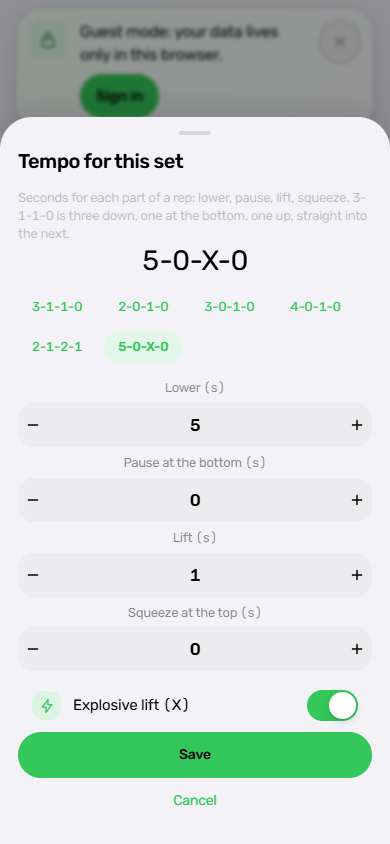 Guest mode: your data lives
only in this browser.
Sign in
Tempo for this set
Seconds for each part of a rep: lower, pause, lift, squeeze. 3-
1-1-0 is three down, one at the bottom, one up, straight into
the next.
5-0-X-0
3-1-1-0 2-0-1-0 3-0-1-0 4-0-1-0
2-1-2-1 5-0-X-0
Lower (s)
− 5 +
Pause at the bottom (s)
− 0 +
Lift (s)
− 1 +
Squeeze at the top (s)
− 0 +
Explosive lift (X)
Save
Cancel